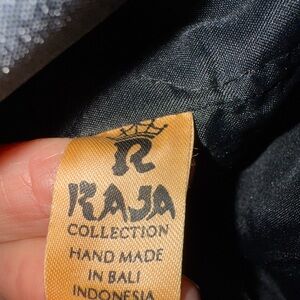 R
RAJA
COLLECTION
HAND MADE
IN BALI
INDONESIA